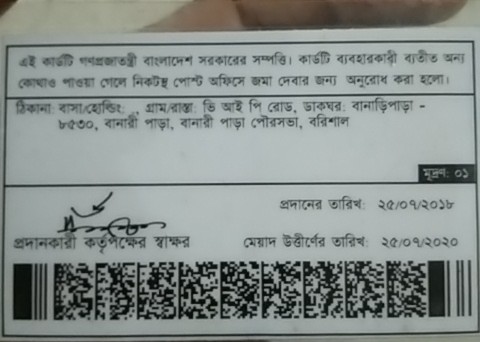 এই কার্ডটি গণপ্রজাতন্ত্রী বাংলাদেশ সরকারের সম্পত্তি। কার্ডটি ব্যবহারকারী ব্যতীত অন্য
কোথাও পাওয়া গেলে নিকটস্থ পোস্ট অফিসে জমা দেবার জন্য অনুরোধ করা হলো।
ঠিকানা: বাসা/হোল্ডিং: , গ্রাম/রাস্তা: ভি আই পি রোড, ডাকঘর: বানাড়িপাড়া -
৮৫৩০, বানারী পাড়া, বানারী পাড়া পৌরসভা, বরিশাল
মূদ্রণ: ০১
প্রদানের তারিখ: ২৫/০৭/২০১৮
প্রদানকারী কর্তৃপক্ষের স্বাক্ষর
মেয়াদ উত্তীর্ণের তারিখ: ২৫/০৭/২০২০